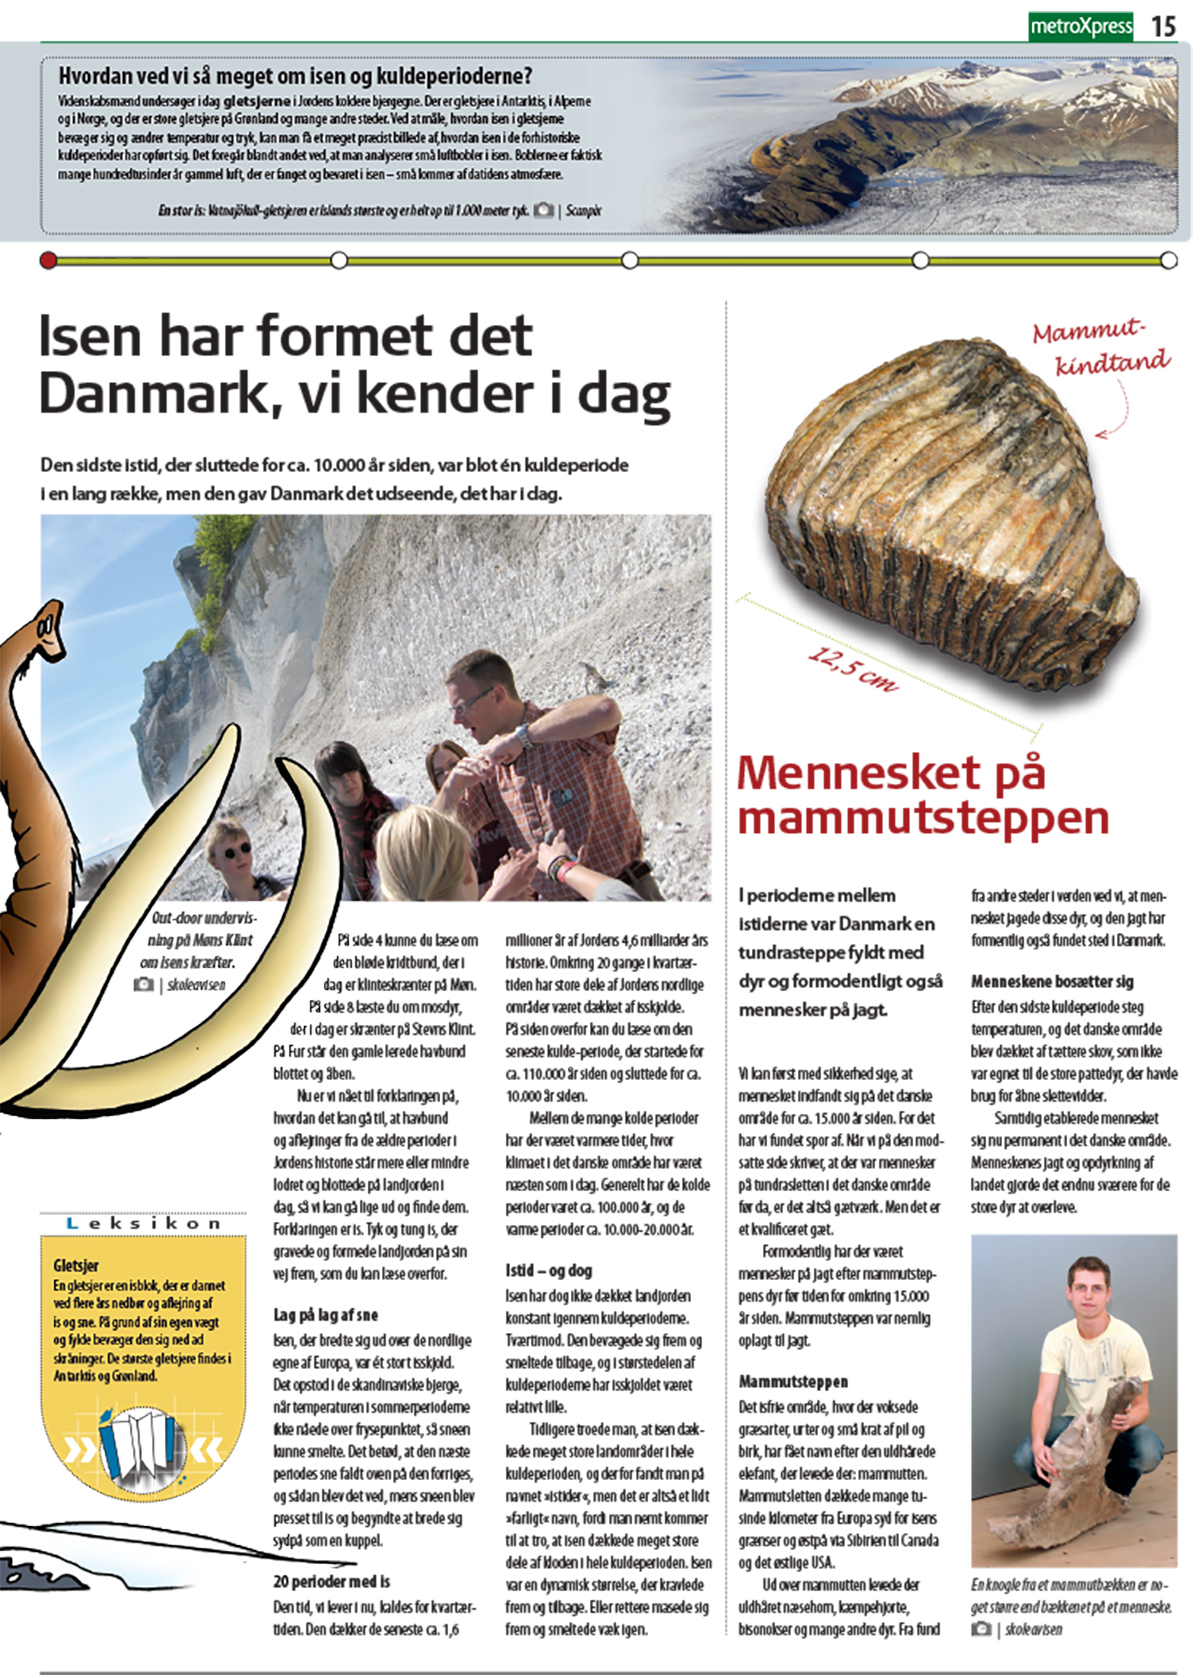 metroXpress 15
Hvordan ved vi så meget om isen og kuldeperioderne?
Videnskabsmænd undersøger i dag gletsjerne i Jordens koldere bjergegne. Der er gletsjere i Antarktis, i Alperne
og i Norge, og der er store gletsjere på Grønland og mange andre steder. Ved at måle, hvordan isen i gletsjerne
bevæger sig og ændrer temperatur og tryk, kan man få et meget præcist billede af, hvordan isen i de forhistoriske
kuldeperioder har opført sig. Det foregår blandt andet ved, at man analyserer små luftbobler i isen. Boblerne er faktisk
mange hundredtusinder år gammel luft, der er fanget og bevaret i isen – små lommer af datidens atmosfære.
En stor is: Vatnajökull-gletsjeren er Islands største og er helt op til 1.000 meter tyk. | Scanpix
Isen har formet det
Danmark, vi kender i dag
Den sidste istid, der sluttede for ca. 10.000 år siden, var blot én kuldeperiode
i en lang række, men den gav Danmark det udseende, det har i dag.
Out-door undervis-
ning på Møns Klint
om isens kræfter.
| skoleavisen
På side 4 kunne du læse om
den bløde kridtbund, der i
dag er klinteskrænter på Møn.
På side 8 læste du om mosdyr,
der i dag er skrænter på Stevns Klint.
På Fur står den gamle lerede havbund
blottet og åben.
Nu er vi nået til forklaringen på,
hvordan det kan gå til, at havbund
og aflejringer fra de ældre perioder i
Jordens historie står mere eller mindre
lodret og blottede på landjorden i
dag, så vi kan gå lige ud og finde dem.
Forklaringen er is. Tyk og tung is, der
gravede og formede landjorden på sin
vej frem, som du kan læse overfor.
Lag på lag af sne
Isen, der bredte sig ud over de nordlige
egne af Europa, var ét stort isskjold.
Det opstod i de skandinaviske bjerge,
når temperaturen i sommerperioderne
ikke nåede over frysepunktet, så sneen
kunne smelte. Det betød, at den næste
periodes sne faldt oven på den forriges,
og sådan blev det ved, mens sneen blev
presset til is og begyndte at brede sig
sydpå som en kuppel.
20 perioder med is
Den tid, vi lever i nu, kaldes for kvartær-
tiden. Den dækker de seneste ca. 1,6
millioner år af Jordens 4,6 milliarder års
historie. Omkring 20 gange i kvartær-
tiden har store dele af Jordens nordlige
områder været dækket af isskjolde.
På siden overfor kan du læse om den
seneste kulde-periode, der startede for
ca. 110.000 år siden og sluttede for ca.
10.000 år siden.
Mellem de mange kolde perioder
har der været varmere tider, hvor
klimaet i det danske område har været
næsten som i dag. Generelt har de kolde
perioder varet ca. 100.000 år, og de
varme perioder ca. 10.000-20.000 år.
Istid – og dog
Isen har dog ikke dækket landjorden
konstant igennem kuldeperioderne.
Tværtimod. Den bevægede sig frem og
smeltede tilbage, og i størstedelen af
kuldeperioderne har isskjoldet været
relativt lille.
Tidligere troede man, at isen dæk-
kede meget store landområder i hele
kuldeperioden, og derfor fandt man på
navnet »istider«, men det er altså et lidt
»farligt« navn, fordi man nemt kommer
til at tro, at isen dækkede meget store
dele af kloden i hele kuldeperioden. Isen
var en dynamisk størrelse, der kravlede
frem og tilbage. Eller rettere masede sig
frem og smeltede væk igen.
Leksikon
Gletsjer
En gletsjer er en isblok, der er dannet
ved flere års nedbør og aflejring af
is og sne. På grund af sin egen vægt
og fylde bevæger den sig ned ad
skråninger. De største gletsjere findes i
Antarktis og Grønland.
Mammut-
kindtand
12,5 cm
Mennesket på
mammutsteppen
I perioderne mellem
istiderne var Danmark en
tundrasteppe fyldt med
dyr og formodentligt også
mennesker på jagt.
Vi kan først med sikkerhed sige, at
mennesket indfandt sig på det danske
område for ca. 15.000 år siden. For det
har vi fundet spor af. Når vi på den mod-
satte side skriver, at der var mennesker
på tundrasletten i det danske område
før da, er det altså gætværk. Men det er
et kvalificeret gæt.
Formodentlig har der været
mennesker på jagt efter mammutstep-
pens dyr før tiden for omkring 15.000
år siden. Mammutsteppen var nemlig
oplagt til jagt.
Mammutsteppen
Det isfrie område, hvor der voksede
græsarter, urter og små krat af pil og
birk, har fået navn efter den uldhårede
elefant, der levede der: mammutten.
Mammutsletten dækkede mange tu-
sinde kilometer fra Europa syd for isens
grænser og østpå via Sibirien til Canada
og det østlige USA.
Ud over mammutten levede der
uldhåret næsehorn, kæmpehjorte,
bisonokser og mange andre dyr. Fra fund
fra andre steder i verden ved vi, at men-
nesket jagede disse dyr, og den jagt har
formentlig også fundet sted i Danmark.
Menneskene bosætter sig
Efter den sidste kuldeperiode steg
temperaturen, og det danske område
blev dækket af tættere skov, som ikke
var egnet til de store pattedyr, der havde
brug for åbne slettevidder.
Samtidig etablerede mennesket
sig nu permanent i det danske område.
Menneskenes jagt og opdyrkning af
landet gjorde det endnu sværere for de
store dyr at overleve.
En knogle fra et mammutbækken er no-
get større end bækkenet på et menneske.
| skoleavisen